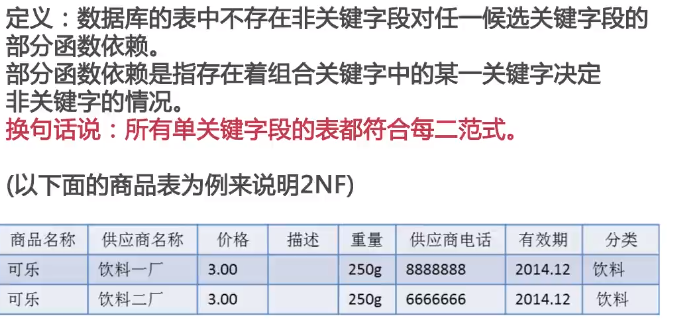 定义：数据库的表中不存在非关键字段对任一候选关键字段的
部分函数依赖。
部分函数依赖是指存在着组合关键字中的某一关键字决定
非关键字的情况。
换句话说：所有单关键字段的表都符合每二范式。
(以下面的商品表为例来说明2NF)
商品名称 供应商名称 价格 描述 重量 供应商电话 有效期 分类
可乐 饮料一厂 3.00 250g 8888888 2014.12 饮料
可乐 饮料二厂 3.00 250g 6666666 2014.12 饮料